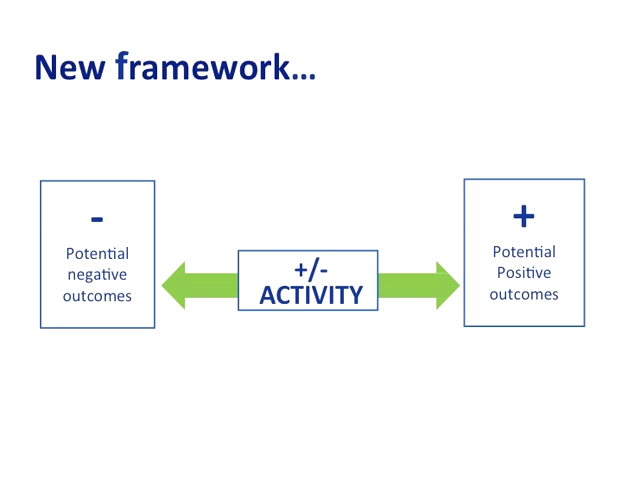 New framework...
-
Potential
negative
outcomes
+/-
ACTIVITY
+
Potential
Positive
outcomes